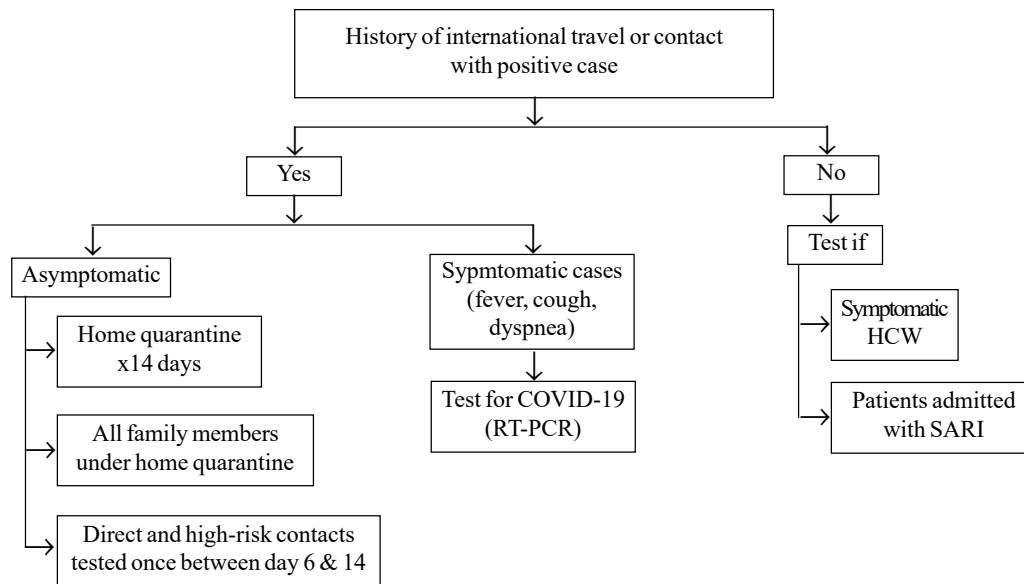 History of international travel or contact
with positive case
Yes
No
Asymptomatic
Sypmtomatic cases
(fever, cough,
dyspnea)
Test if
Home quarantine
x14 days
Symptomatic
HCW
Test for COVID-19
(RT-PCR)
Patients admitted
with SARI
All family members
under home quarantine
Direct and high-risk contacts
tested once between day 6 & 14